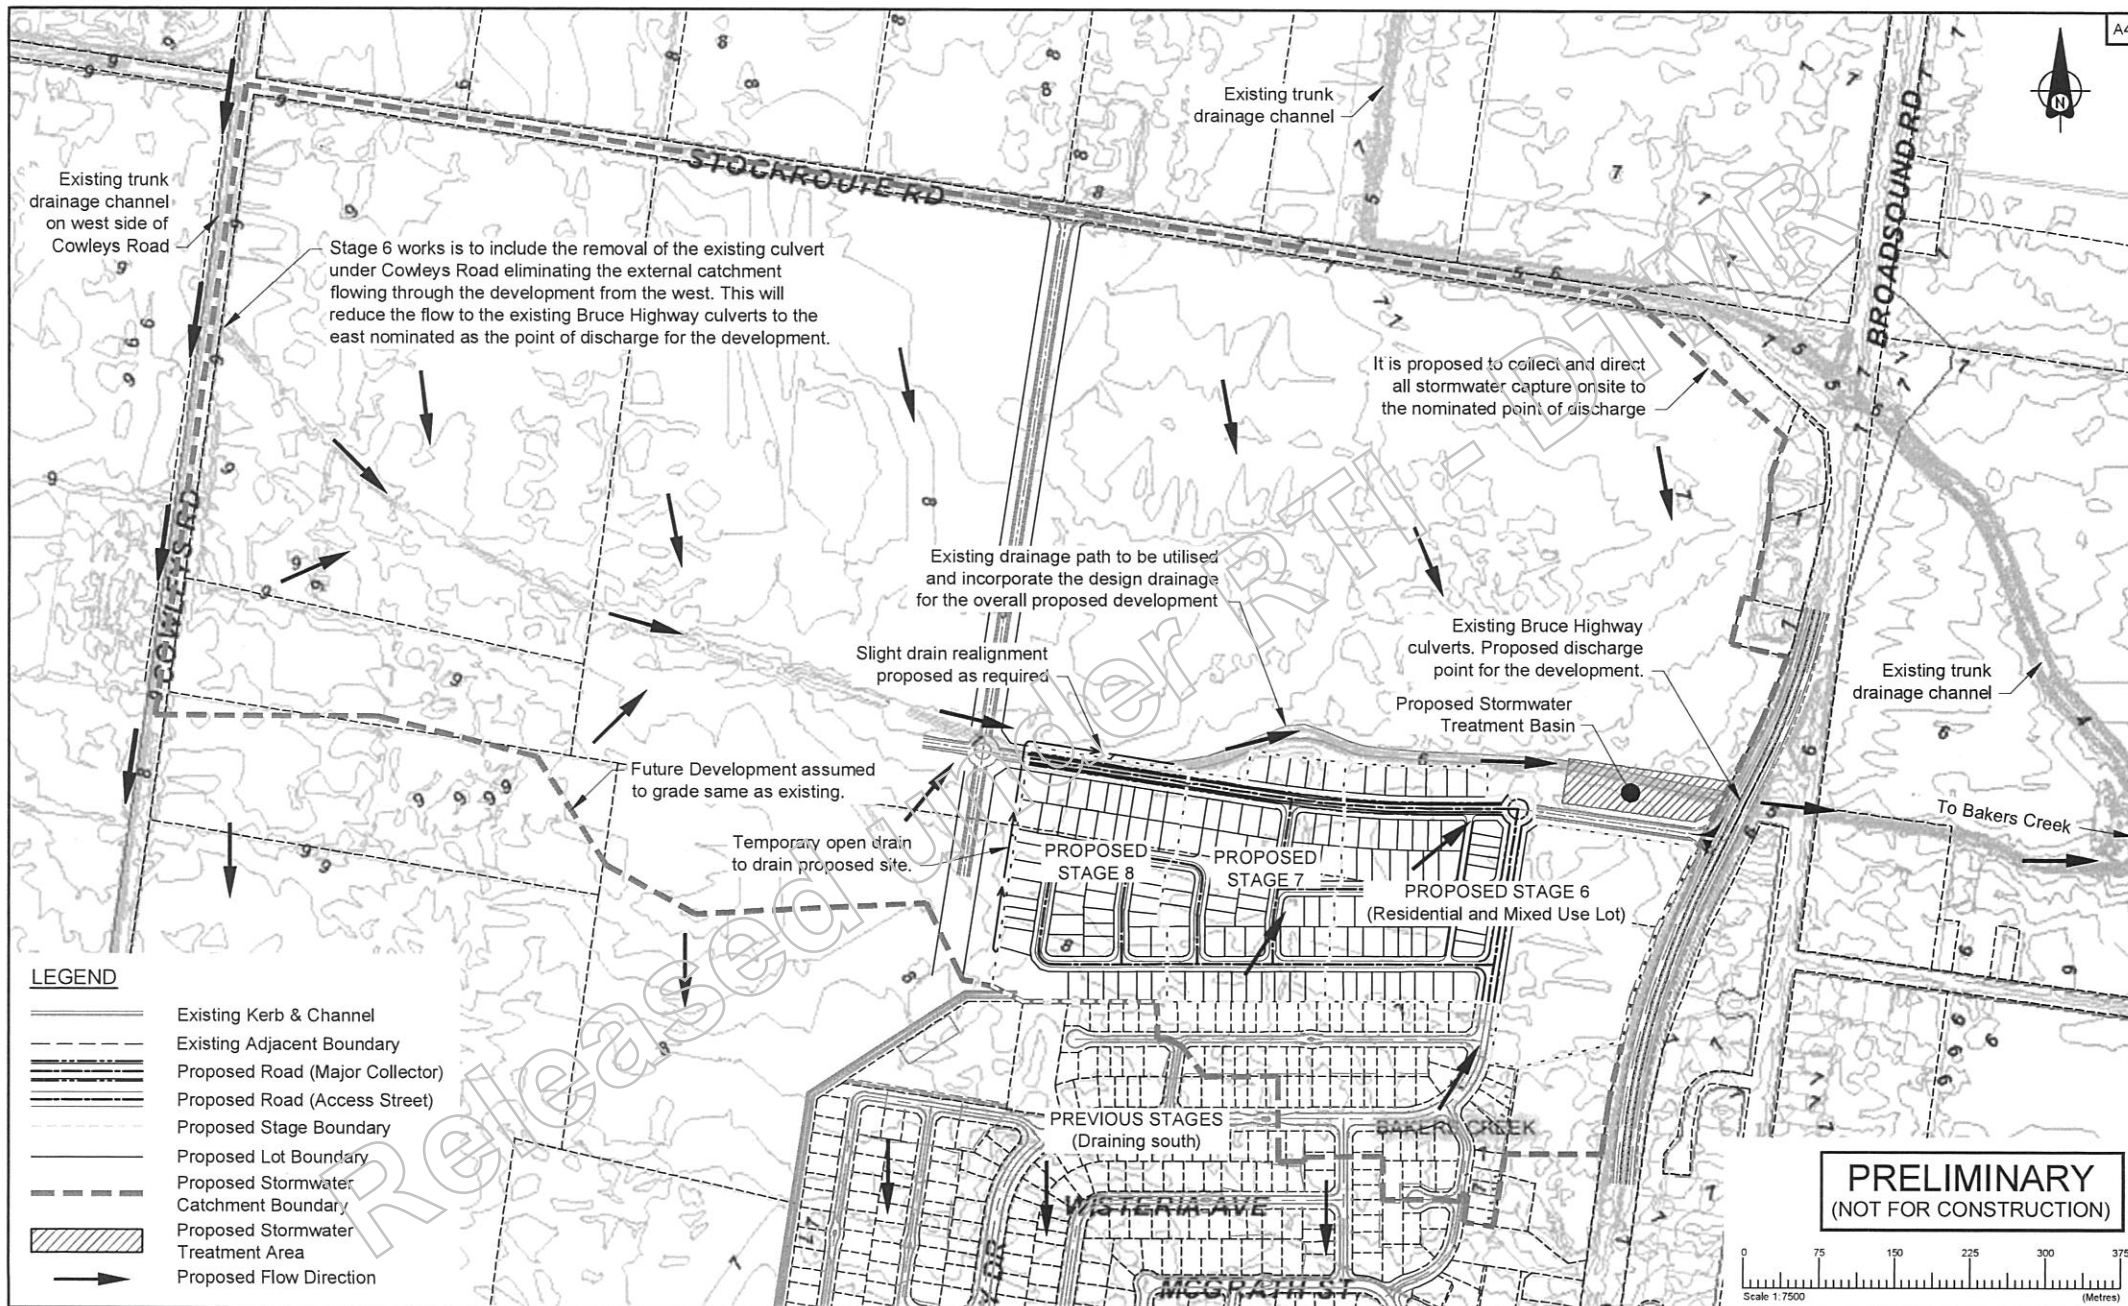 A4
Existing trunk
drainage channel
N
BROADSOUND RD
STOCKROUTE RD
Existing trunk
drainage channel
on west side of
Cowleys Road
Stage 6 works is to include the removal of the existing culvert
under Cowleys Road eliminating the external catchment
flowing through the development from the west. This will
reduce the flow to the existing Bruce Highway culverts to the
east nominated as the point of discharge for the development.
It is proposed to collect and direct
all stormwater capture onsite to
the nominated point of discharge
COWLEYS RD
Existing drainage path to be utilised
and incorporate the design drainage
for the overall proposed development
Slight drain realignment
proposed as required
Existing Bruce Highway
culverts. Proposed discharge
point for the development.
Proposed Stormwater
Treatment Basin
Existing trunk
drainage channel
Future Development assumed
to grade same as existing.
Temporary open drain
to drain proposed site.
PROPOSED
STAGE 8
PROPOSED
STAGE 7
PROPOSED STAGE 6
(Residential and Mixed Use Lot)
To Bakers Creek
PREVIOUS STAGES
(Draining south)
BAKERS CREEK
WISTERIA AVE
MCGRATH ST
DR
LEGEND
Existing Kerb & Channel
Existing Adjacent Boundary
Proposed Road (Major Collector)
Proposed Road (Access Street)
Proposed Stage Boundary
Proposed Lot Boundary
Proposed Stormwater
Catchment Boundary
Proposed Stormwater
Treatment Area
Proposed Flow Direction
PRELIMINARY
(NOT FOR CONSTRUCTION)
0 75 150 225 300 375
Scale 1:7500 (Metres)
Released under RTI - DTMR